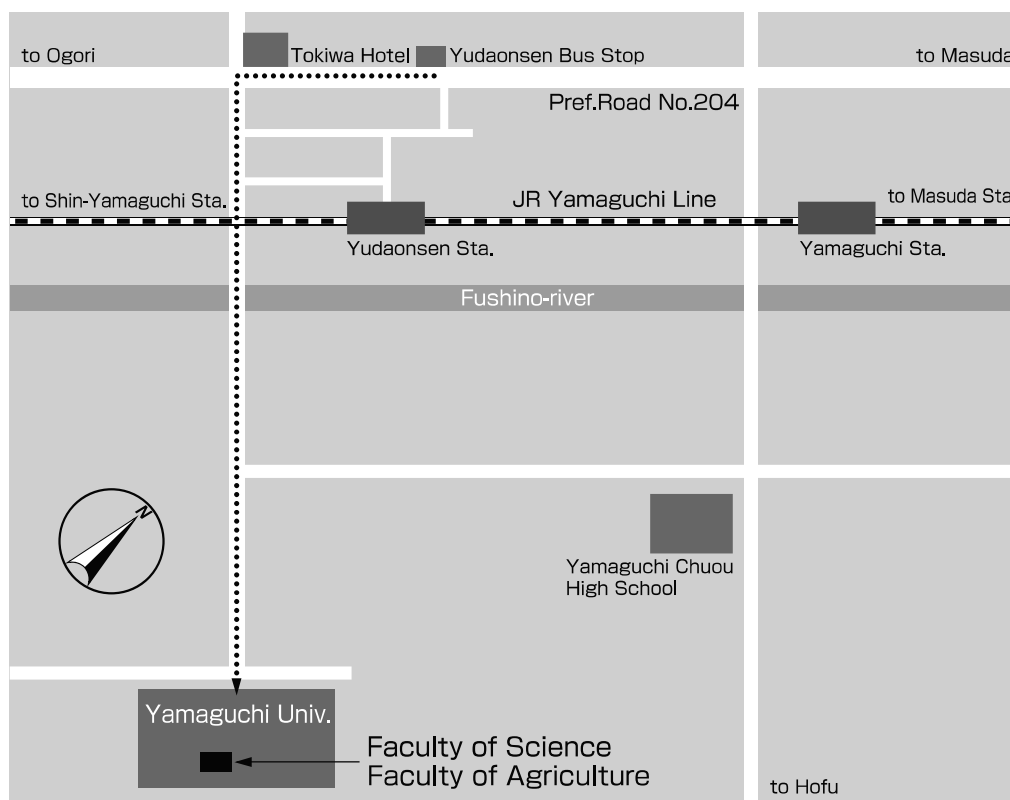 to Ogori
Tokiwa Hotel
Yudaonsen Bus Stop
to Masuda
Pref.Road No.204
to Shin-Yamaguchi Sta.
JR Yamaguchi Line
to Masuda Sta
Yudaonsen Sta.
Yamaguchi Sta.
Fushino-river
N
Yamaguchi Chuou
High School
Yamaguchi Univ.
Faculty of Science
Faculty of Agriculture
to Hofu